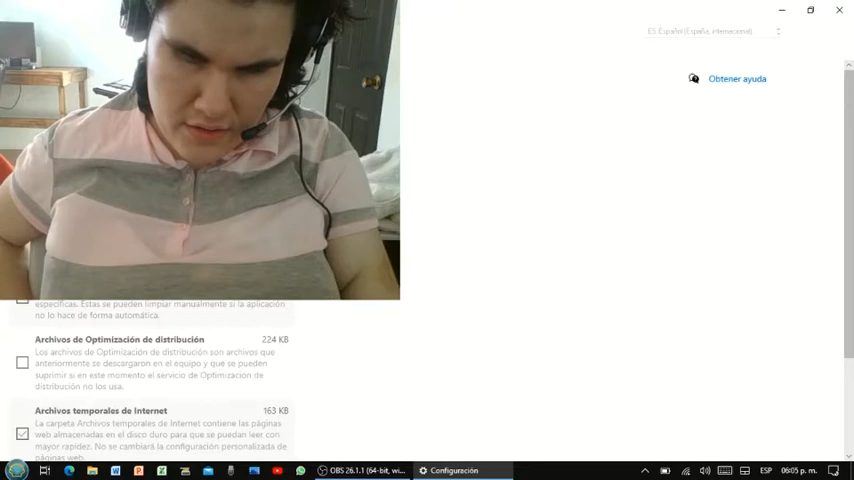 ES Español (España, internacional)
Obtener ayuda
específicas. Estas se pueden limpiar manualmente si la aplicación
no lo hace de forma automática.
Archivos de Optimización de distribución 224 KB
Los archivos de Optimización de distribución son archivos que
anteriormente se descargaron en el equipo y que se pueden
suprimir si en este momento el servicio de Optimización de
distribución no los usa.
Archivos temporales de Internet 163 KB
La carpeta Archivos temporales de Internet contiene las páginas
web almacenadas en el disco duro para que se puedan leer con
mayor rapidez. No se cambiará la configuración personalizada de
páginas web.
OBS 26.1.1 (64-bit, wi... Configuración ESP 06:05 p. m.